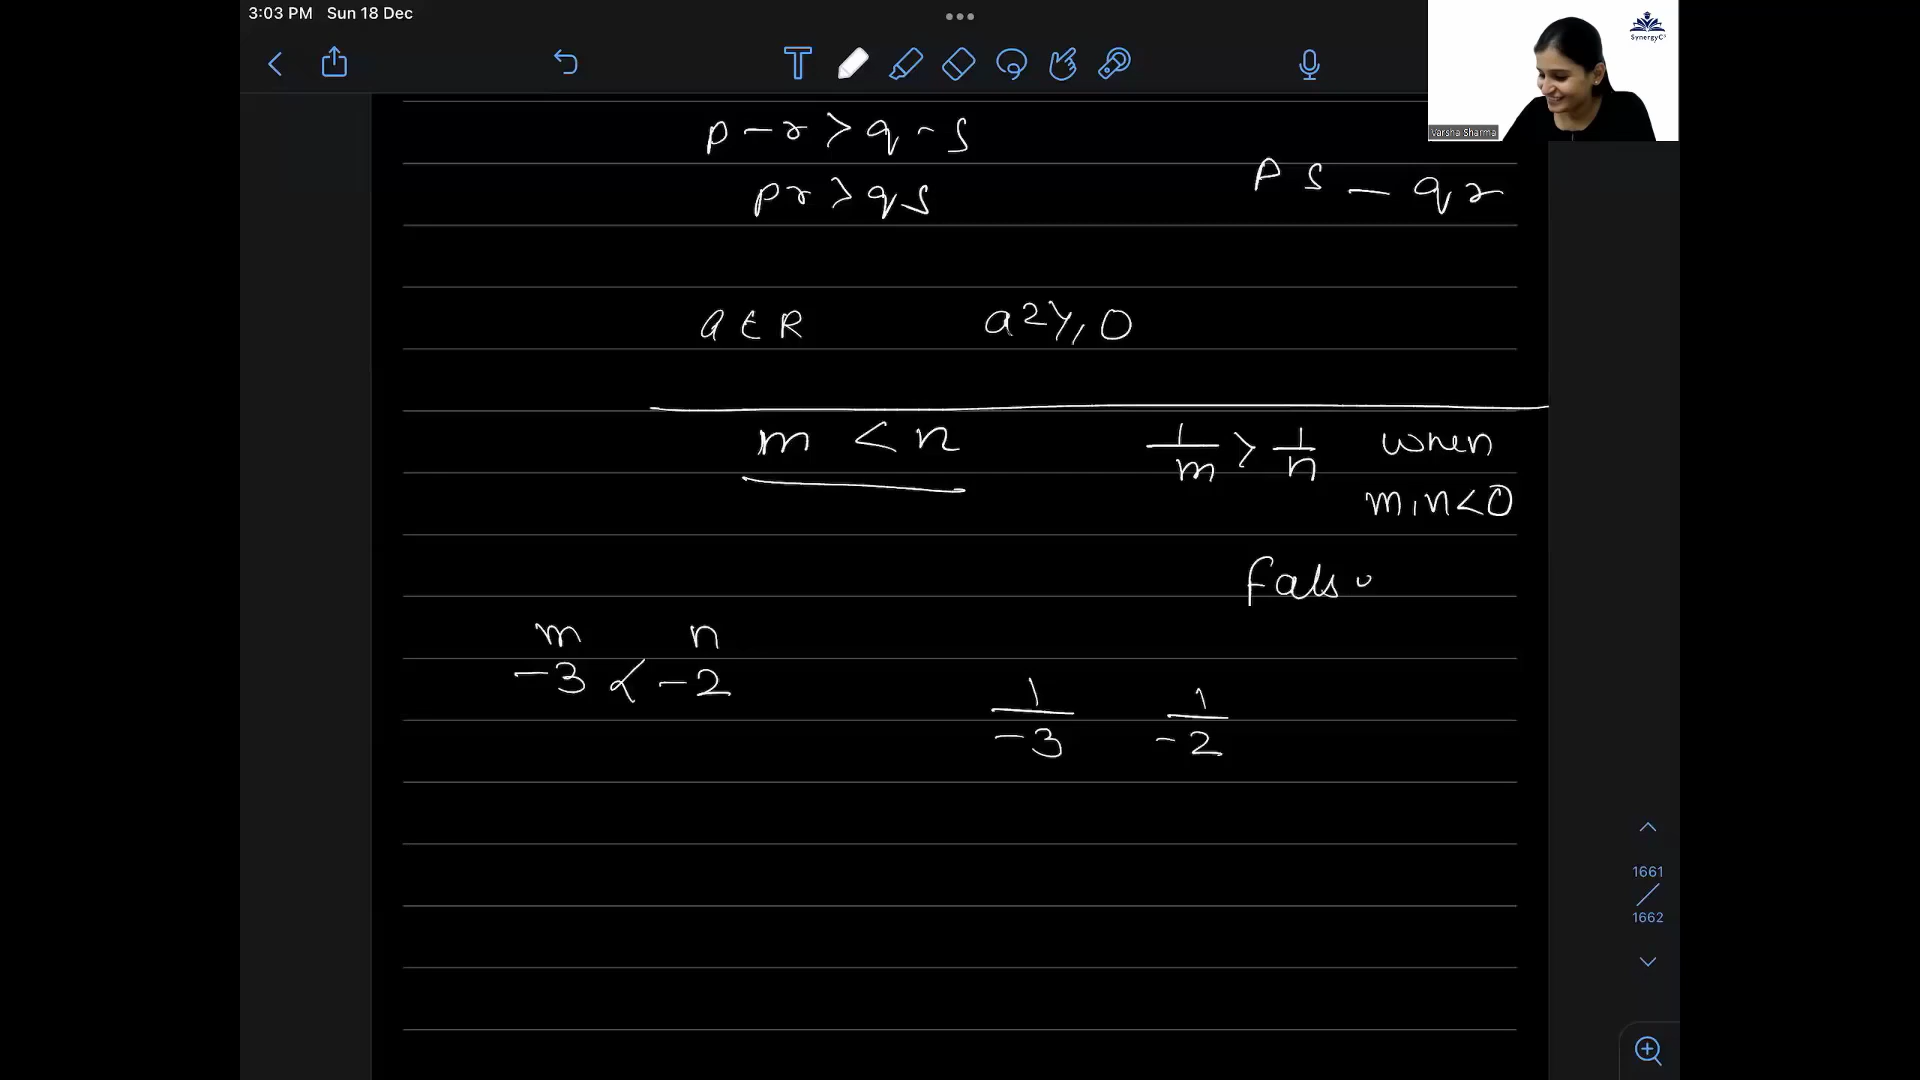 3:03 PM Sun 18 Dec
SynergyC³
Varsha Sharma
p - r > q - s
pr > qs
PS - qr
a ∈ R a² ≥ 0
m < n 1/m > 1/n when
m, n < 0
false
m n
-3 < -2
1/-3 1/-2
1661
/
1662